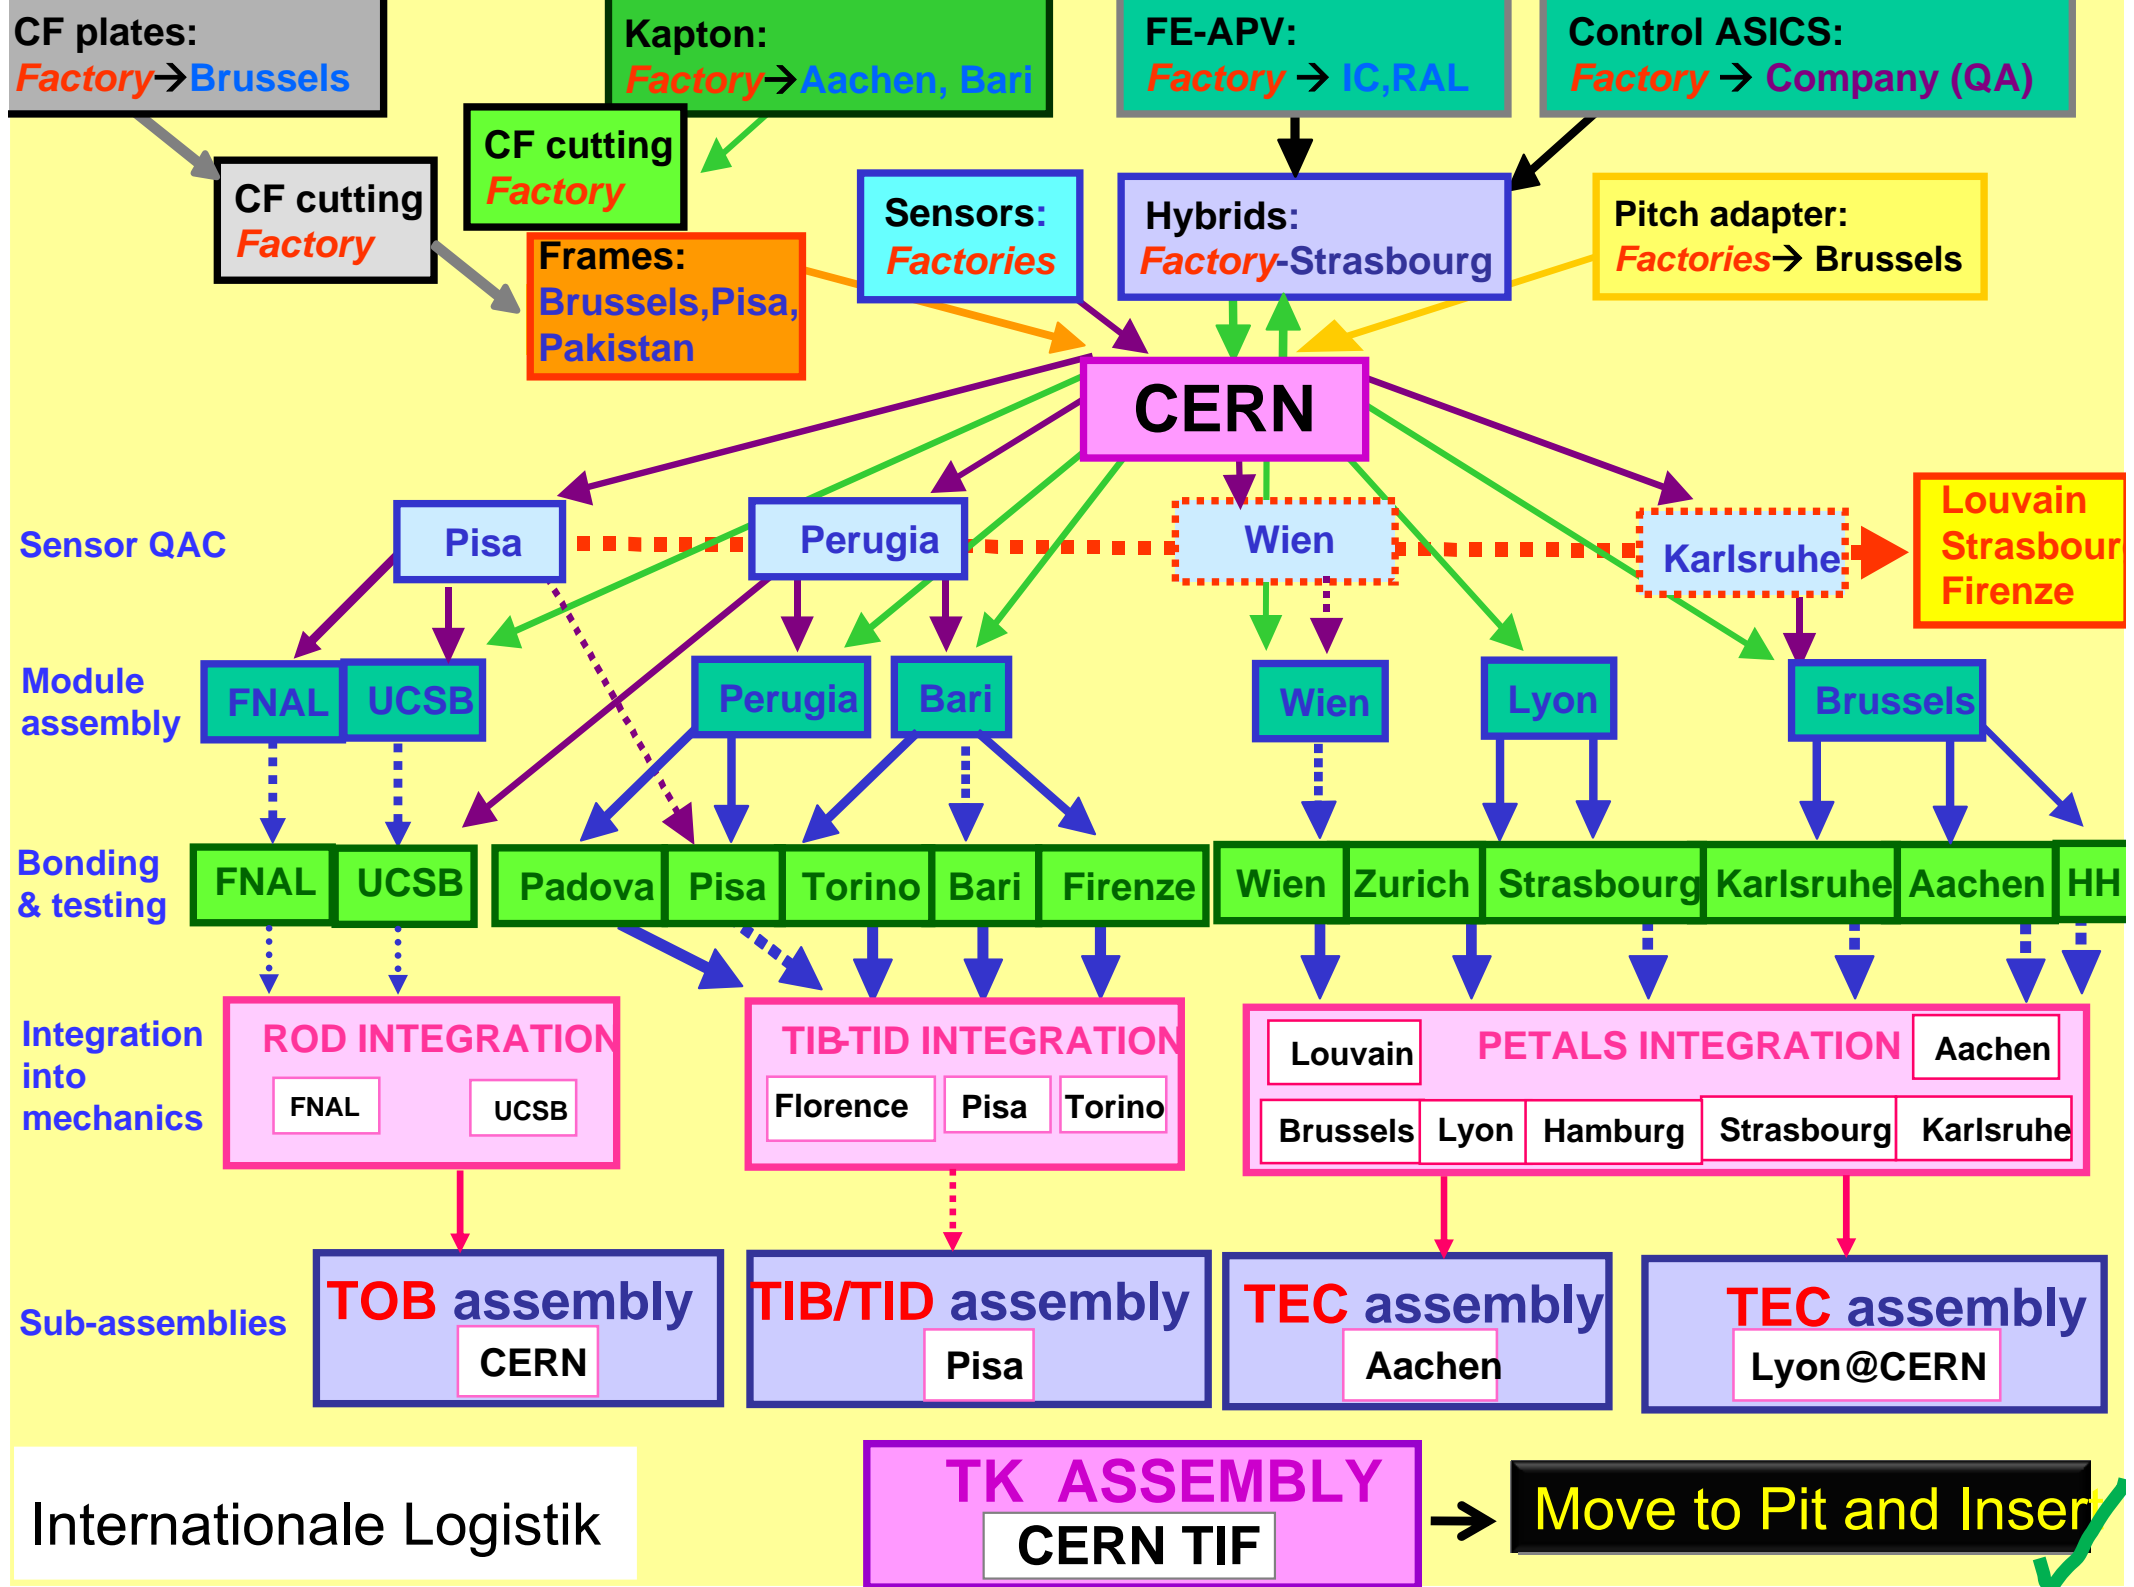 CF plates:
Factory→Brussels
Kapton:
Factory→Aachen, Bari
FE-APV:
Factory → IC,RAL
Control ASICS:
Factory → Company (QA)
CF cutting
Factory
CF cutting
Factory
Frames:
Brussels,Pisa,
Pakistan
Sensors:
Factories
Hybrids:
Factory-Strasbourg
Pitch adapter:
Factories→ Brussels
CERN
Sensor QAC
Pisa
Perugia
Wien
Karlsruhe
Louvain
Strasbour
Firenze
Module
assembly
FNAL
UCSB
Perugia
Bari
Wien
Lyon
Brussels
Bonding
& testing
FNAL
UCSB
Padova
Pisa
Torino
Bari
Firenze
Wien
Zurich
Strasbourg
Karlsruhe
Aachen
HH
Integration
into
mechanics
ROD INTEGRATION
FNAL
UCSB
TIB-TID INTEGRATION
Florence
Pisa
Torino
PETALS INTEGRATION
Louvain
Aachen
Brussels
Lyon
Hamburg
Strasbourg
Karlsruhe
Sub-assemblies
TOB assembly
CERN
TIB/TID assembly
Pisa
TEC assembly
Aachen
TEC assembly
Lyon@CERN
Internationale Logistik
TK ASSEMBLY
CERN TIF
→
Move to Pit and Insert